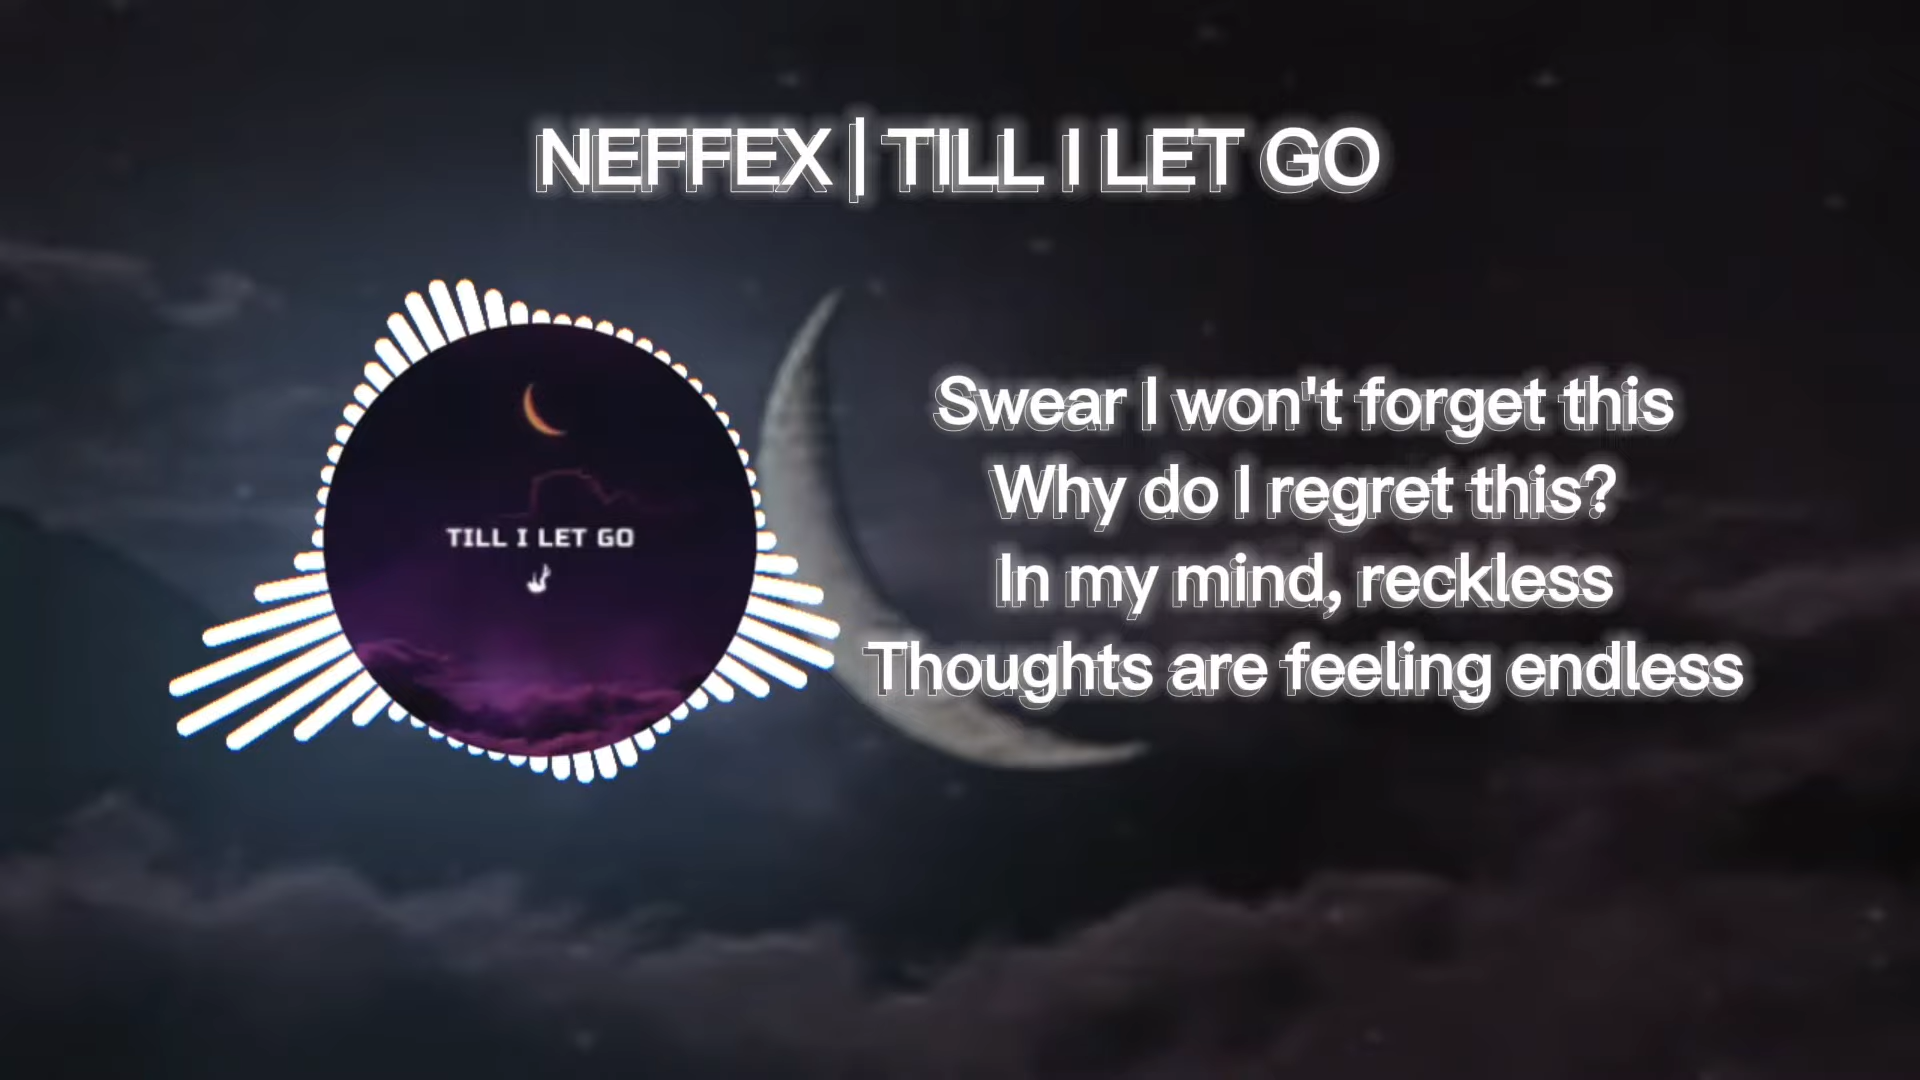 NEFFEX | TILL I LET GO
TILL I LET GO
Swear I won't forget this
Why do I regret this?
In my mind, reckless
Thoughts are feeling endless